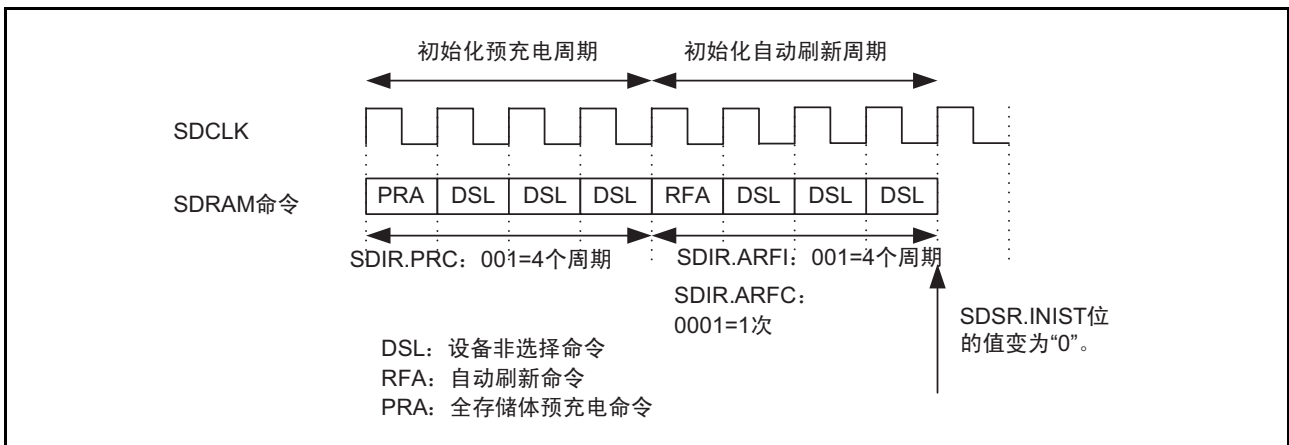 初始化预充电周期 初始化自动刷新周期
SDCLK
SDRAM命令 PRA DSL DSL DSL RFA DSL DSL DSL
SDIR.PRC：001=4个周期 SDIR.ARFI：001=4个周期
SDIR.ARFC：
0001=1次
SDSR.INIST位
的值变为“0”。
DSL：设备非选择命令
RFA：自动刷新命令
PRA：全存储体预充电命令